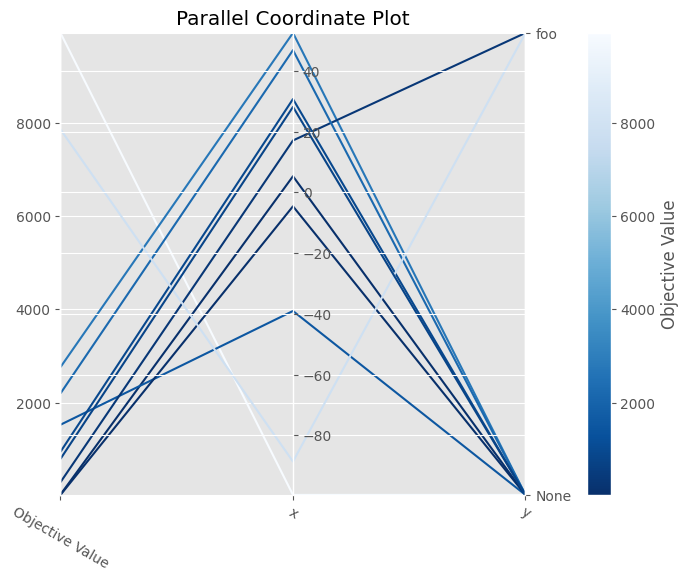 Parallel Coordinate Plot
foo
40
8000
8000
20
6000
0
6000
−20
Objective Value
4000
−40
4000
−60
2000
2000
−80
None
Objective Value
x
y